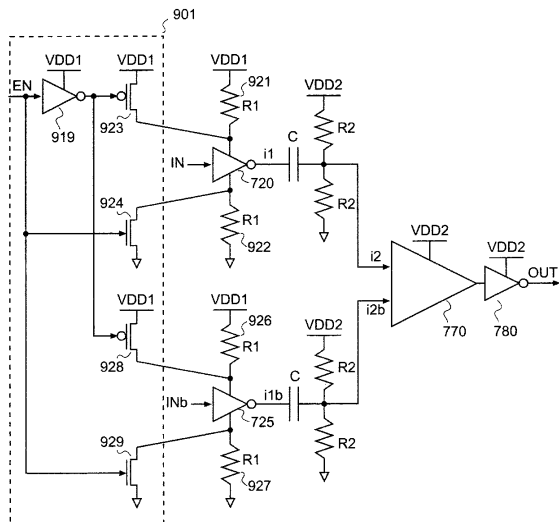 901
VDD1 VDD1 VDD1 921
EN R1 VDD2
919 923 R2
i1 C
IN
924 720 R2
R1
922 VDD2 VDD2
i2 OUT
VDD1 VDD1 926
R1 VDD2 i2b 770 780
928 R2
i1b C
INb
929 725 R2
R1
927